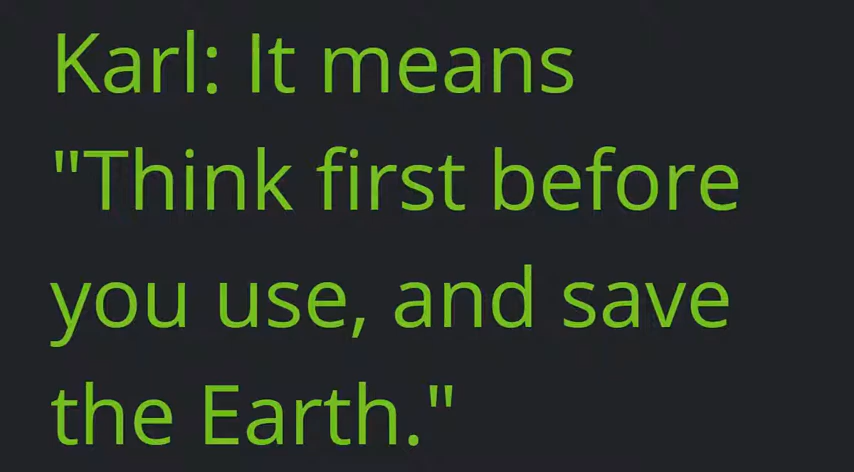 Karl: It means
"Think first before
you use, and save
the Earth."